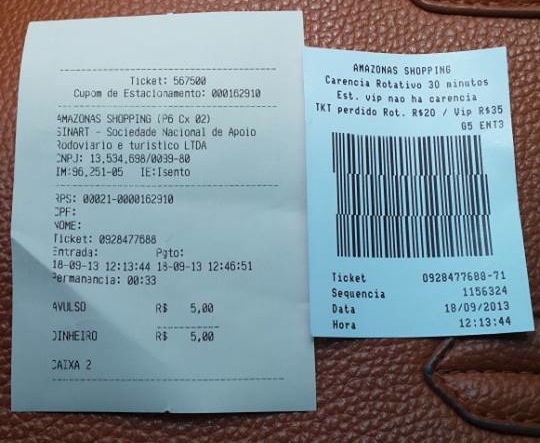 Ticket: 567500
Cupom de Estacionamento: 000162910
AMAZONAS SHOPPING (P6 Cx 02)
SINART - Sociedade Nacional de Apoio
Rodoviario e turistico LTDA
CNPJ: 13,534,698/0039-80
IM:96,251-05 IE:Isento
RPS: 00021-0000162910
CPF:
NOME:
Ticket: 0928477688
Entrada: Pgto:
18-09-13 12:13:44 18-09-13 12:46:51
Permanancia: 00:33
AVULSO R$ 5,00
DINHEIRO R$ 5,00
CAIXA 2
AMAZONAS SHOPPING
Carencia Rotativo 30 minutos
Est. vip nao ha carencia
TKT perdido Rot. R$20 / Vip R$35
G5 ENT3
Ticket 0928477688-71
Sequencia 1156324
Data 18/09/2013
Hora 12:13:44